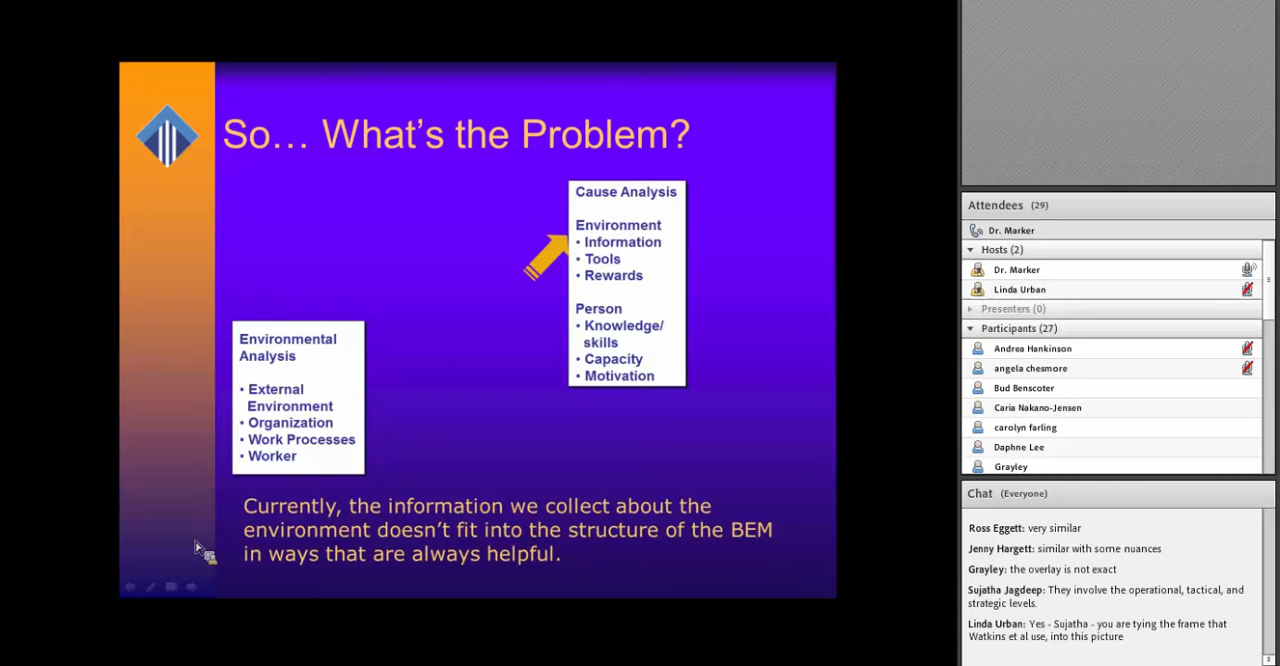 So… What's the Problem?
Cause Analysis
Environment
• Information
• Tools
• Rewards
Person
• Knowledge/
skills
• Capacity
• Motivation
Environmental
Analysis
• External
Environment
• Organization
• Work Processes
• Worker
Currently, the information we collect about the
environment doesn't fit into the structure of the BEM
in ways that are always helpful.
Attendees (29)
Dr. Marker
Hosts (2)
Dr. Marker
Linda Urban
Presenters (0)
Participants (27)
Andrea Hankinson
angela chesmore
Bud Benscoter
Caria Nakano-Jensen
carolyn farling
Daphne Lee
Grayley
Chat (Everyone)
Ross Eggett: very similar
Jenny Hargett: similar with some nuances
Grayley: the overlay is not exact
Sujatha Jagdeep: They involve the operational, tactical, and
strategic levels.
Linda Urban: Yes - Sujatha - you are tying the frame that
Watkins et al use, into this picture